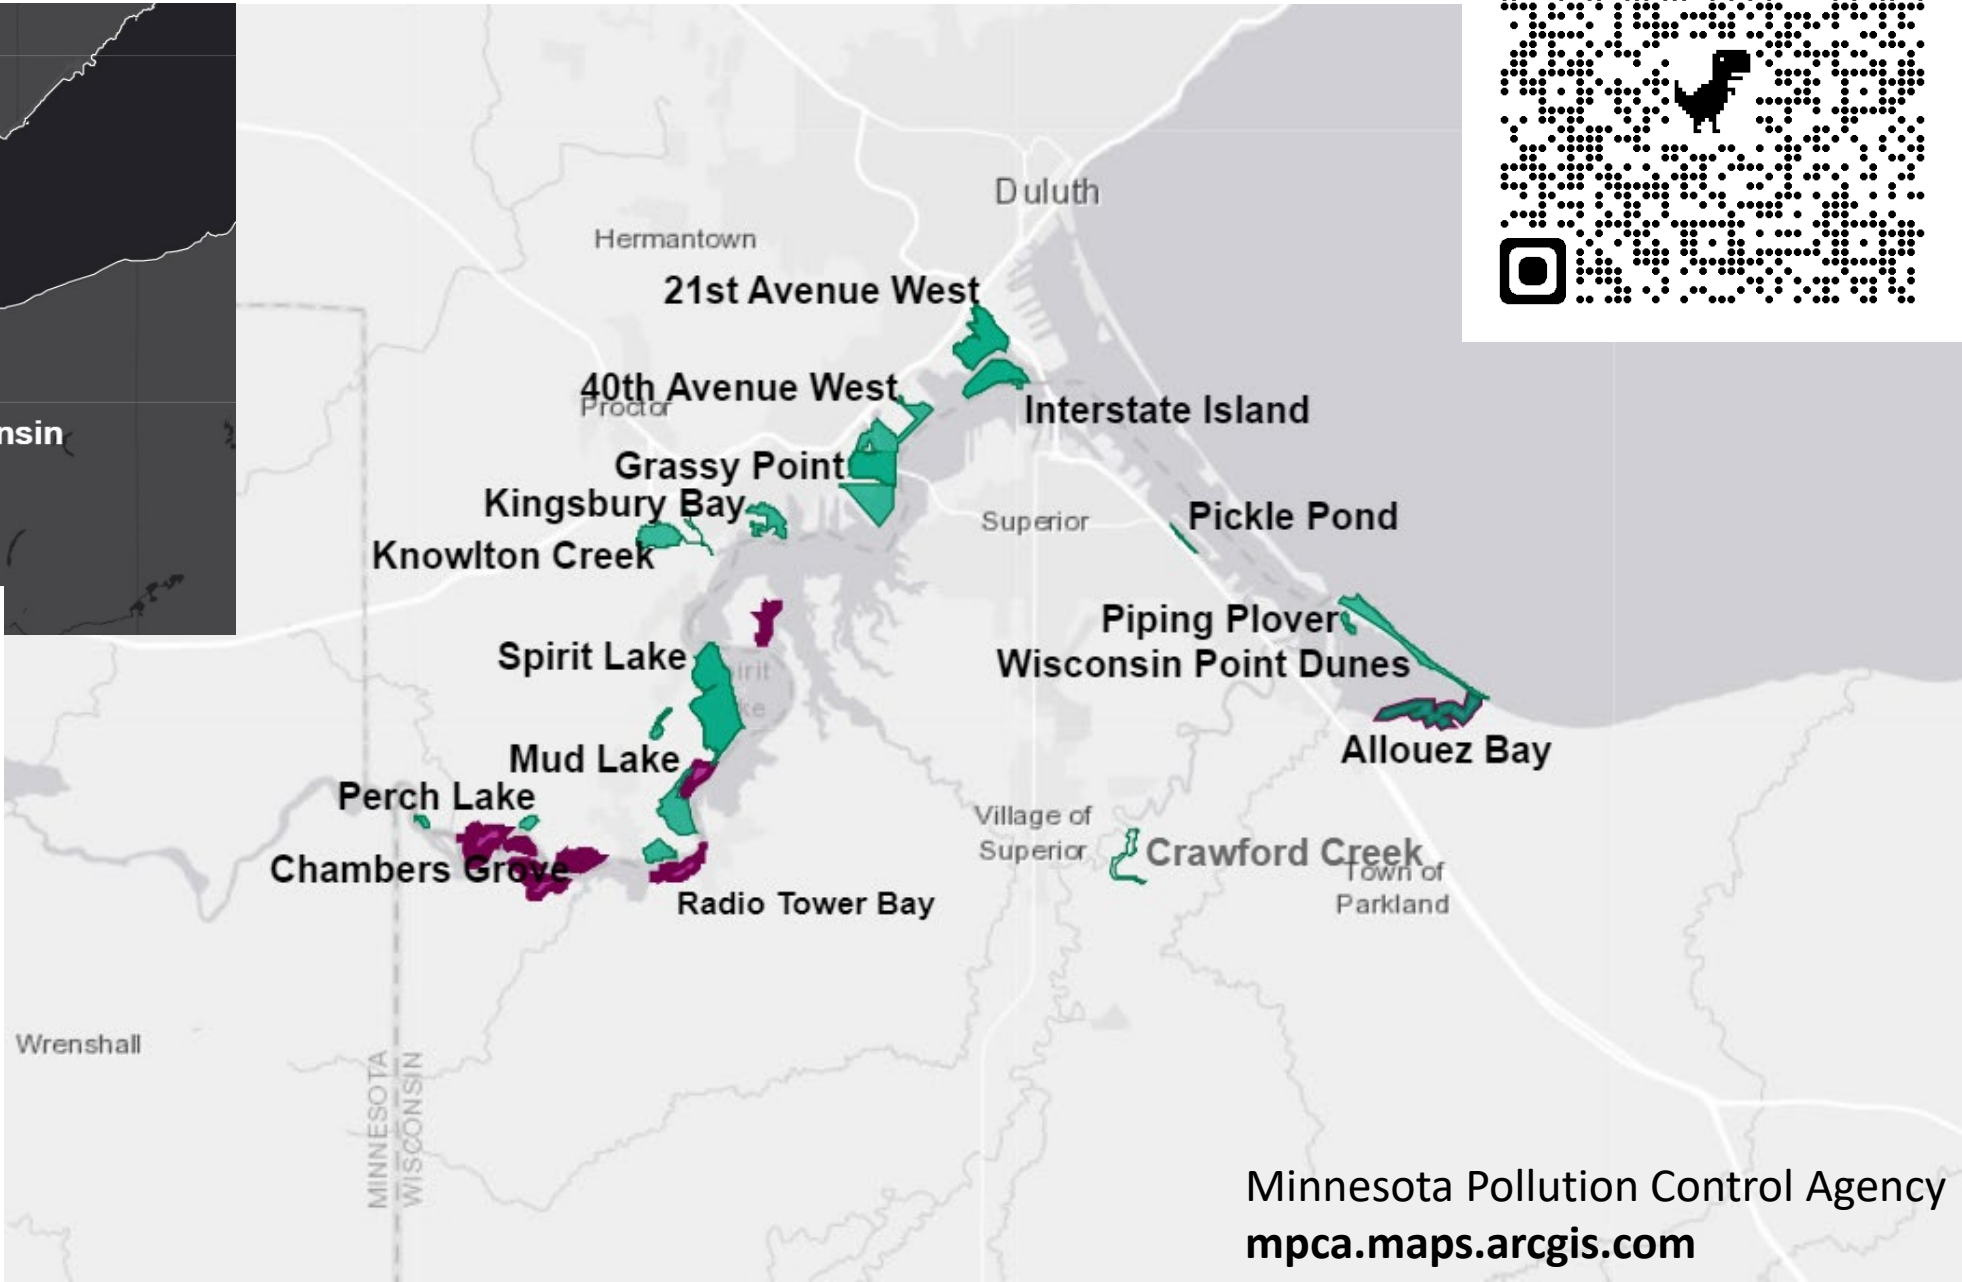 Duluth
Hermantown
21st Avenue West
40th Avenue West
Proctor
Interstate Island
nsin
Grassy Point
Kingsbury Bay
Superior
Pickle Pond
Knowlton Creek
Piping Plover
Spirit Lake
Wisconsin Point Dunes
irit
ke
Mud Lake
Allouez Bay
Perch Lake
Village of
Superior
Chambers Grove
Crawford Creek
Town of
Parkland
Radio Tower Bay
Wrenshall
MINNESOTA
WISCONSIN
Minnesota Pollution Control Agency
mpca.maps.arcgis.com